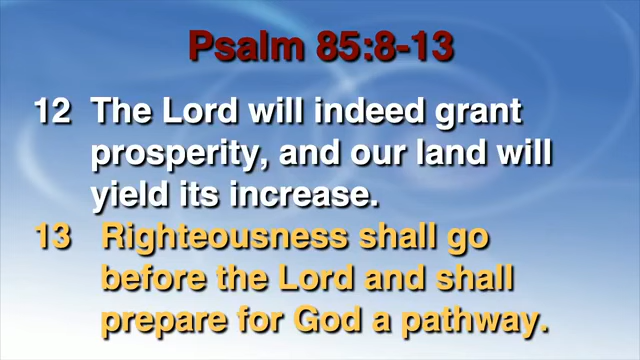 Psalm 85:8-13
12 The Lord will indeed grant
prosperity, and our land will
yield its increase.
13 Righteousness shall go
before the Lord and shall
prepare for God a pathway.